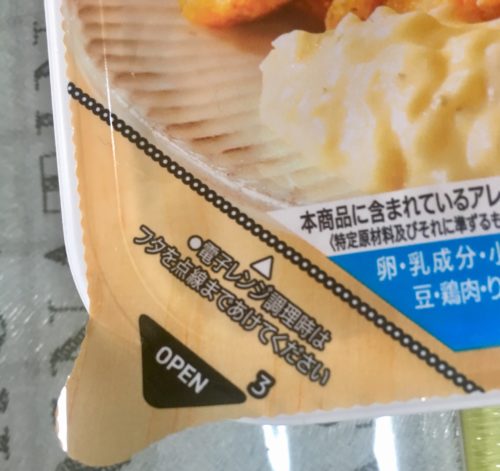 本商品に含まれているアレ
(特定原材料及びそれに準ずるも
卵・乳成分・小
豆・鶏肉・り
●電子レンジ調理時は
フタを点線まであけてください
OPEN
3